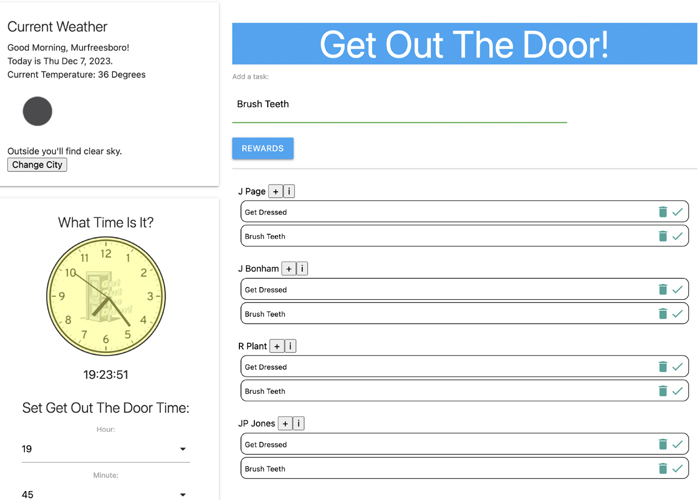 Current Weather
Good Morning, Murfreesboro!
Today is Thu Dec 7, 2023.
Current Temperature: 36 Degrees
Outside you'll find clear sky.
Change City
What Time Is It?
12
11 1
10 2
9 3
8 4
7 5
6
19:23:51
Set Get Out The Door Time:
Hour:
19
Minute:
45
Get Out The Door!
Add a task:
Brush Teeth
REWARDS
J Page + i
Get Dressed
Brush Teeth
J Bonham + i
Get Dressed
Brush Teeth
R Plant + i
Get Dressed
Brush Teeth
JP Jones + i
Get Dressed
Brush Teeth